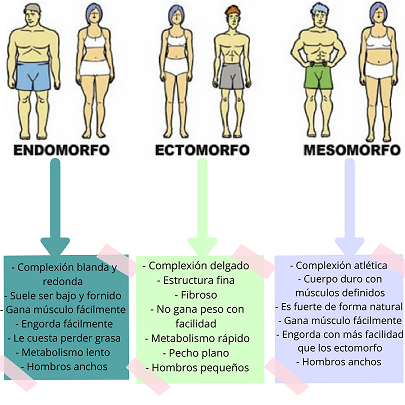 ENDOMORFO
ECTOMORFO
MESOMORFO
- Complexión blanda y
redonda
- Suele ser bajo y fornido
- Gana músculo fácilmente
- Engorda fácilmente
- Le cuesta perder grasa
- Metabolismo lento
- Hombros anchos
- Complexión delgado
- Estructura fina
- Fibroso
- No gana peso con
facilidad
- Metabolismo rápido
- Pecho plano
- Hombros pequeños
- Complexión atlética
- Cuerpo duro con
músculos definidos
- Es fuerte de forma natural
- Gana músculo fácilmente
- Engorda con más facilidad
que los ectomorfo
- Hombros anchos